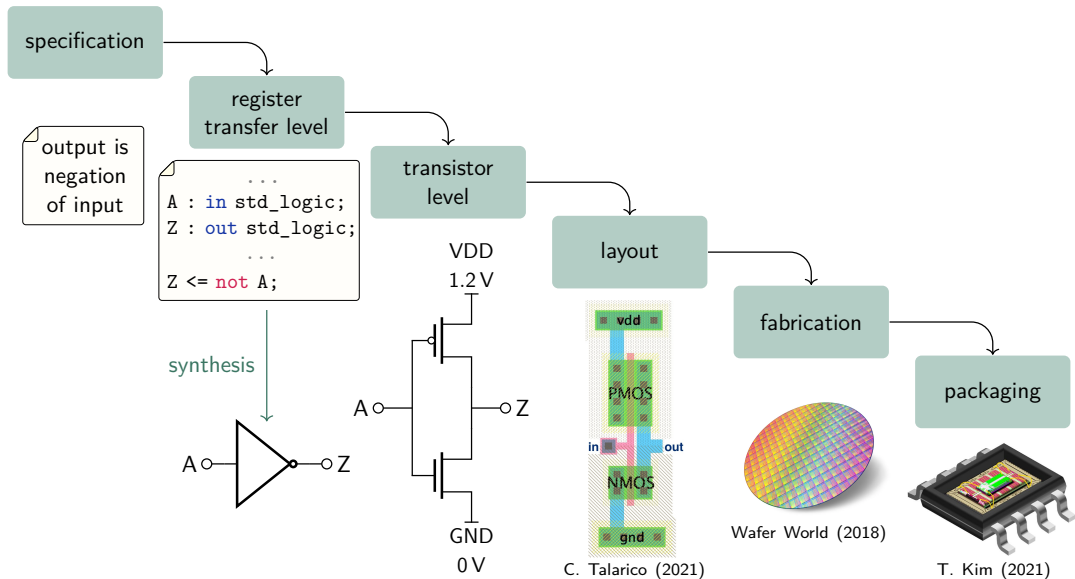 specification
register
transfer level
transistor
level
layout
fabrication
packaging
output is
negation
of input
...
A : in std_logic;
Z : out std_logic;
...
Z <= not A;
synthesis
A
Z
VDD
1.2 V
A
Z
GND
0 V
vdd
PMOS
in
out
NMOS
gnd
C. Talarico (2021)
Wafer World (2018)
T. Kim (2021)